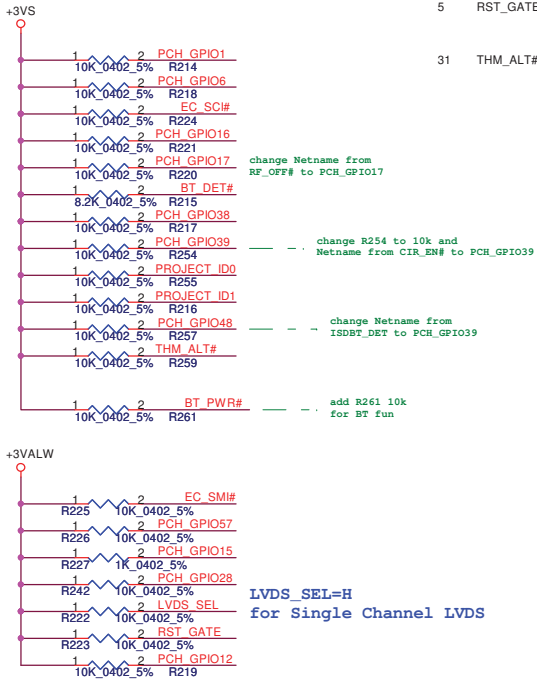 +3VS
5 RST_GATE
1 2 PCH_GPIO1
10K_0402_5% R214
31 THM_ALT#
1 2 PCH_GPIO6
10K_0402_5% R218
1 2 EC_SCI#
10K_0402_5% R224
1 2 PCH_GPIO16
10K_0402_5% R221
1 2 PCH_GPIO17
10K_0402_5% R220
change Netname from
RF_OFF# to PCH_GPIO17
1 2 BT_DET#
8.2K_0402_5% R215
1 2 PCH_GPIO38
10K_0402_5% R217
1 2 PCH_GPIO39
10K_0402_5% R254
change R254 to 10k and
Netname from CIR_EN# to PCH_GPIO39
1 2 PROJECT_ID0
10K_0402_5% R255
1 2 PROJECT_ID1
10K_0402_5% R216
1 2 PCH_GPIO48
10K_0402_5% R257
change Netname from
ISDBT_DET to PCH_GPIO39
1 2 THM_ALT#
10K_0402_5% R259
1 2 BT_PWR#
10K_0402_5% R261
add R261 10k
for BT fun
+3VALW
1 2 EC_SMI#
R225 10K_0402_5%
1 2 PCH_GPIO57
R226 10K_0402_5%
1 2 PCH_GPIO15
R227 1K_0402_5%
1 2 PCH_GPIO28
R242 10K_0402_5%
1 2 LVDS_SEL
R222 10K_0402_5%
LVDS_SEL=H
for Single Channel LVDS
1 2 RST_GATE
R223 10K_0402_5%
1 2 PCH_GPIO12
10K_0402_5% R219